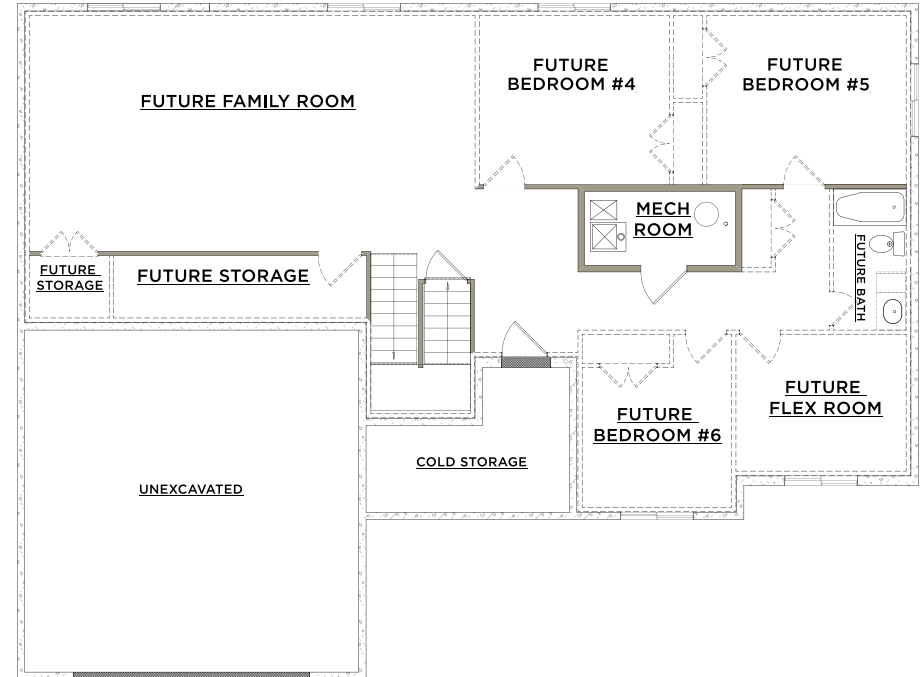 FUTURE FAMILY ROOM
FUTURE
BEDROOM #4
FUTURE
BEDROOM #5
MECH
ROOM
FUTURE
STORAGE
FUTURE STORAGE
FUTURE BATH
FUTURE
FLEX ROOM
FUTURE
BEDROOM #6
COLD STORAGE
UNEXCAVATED